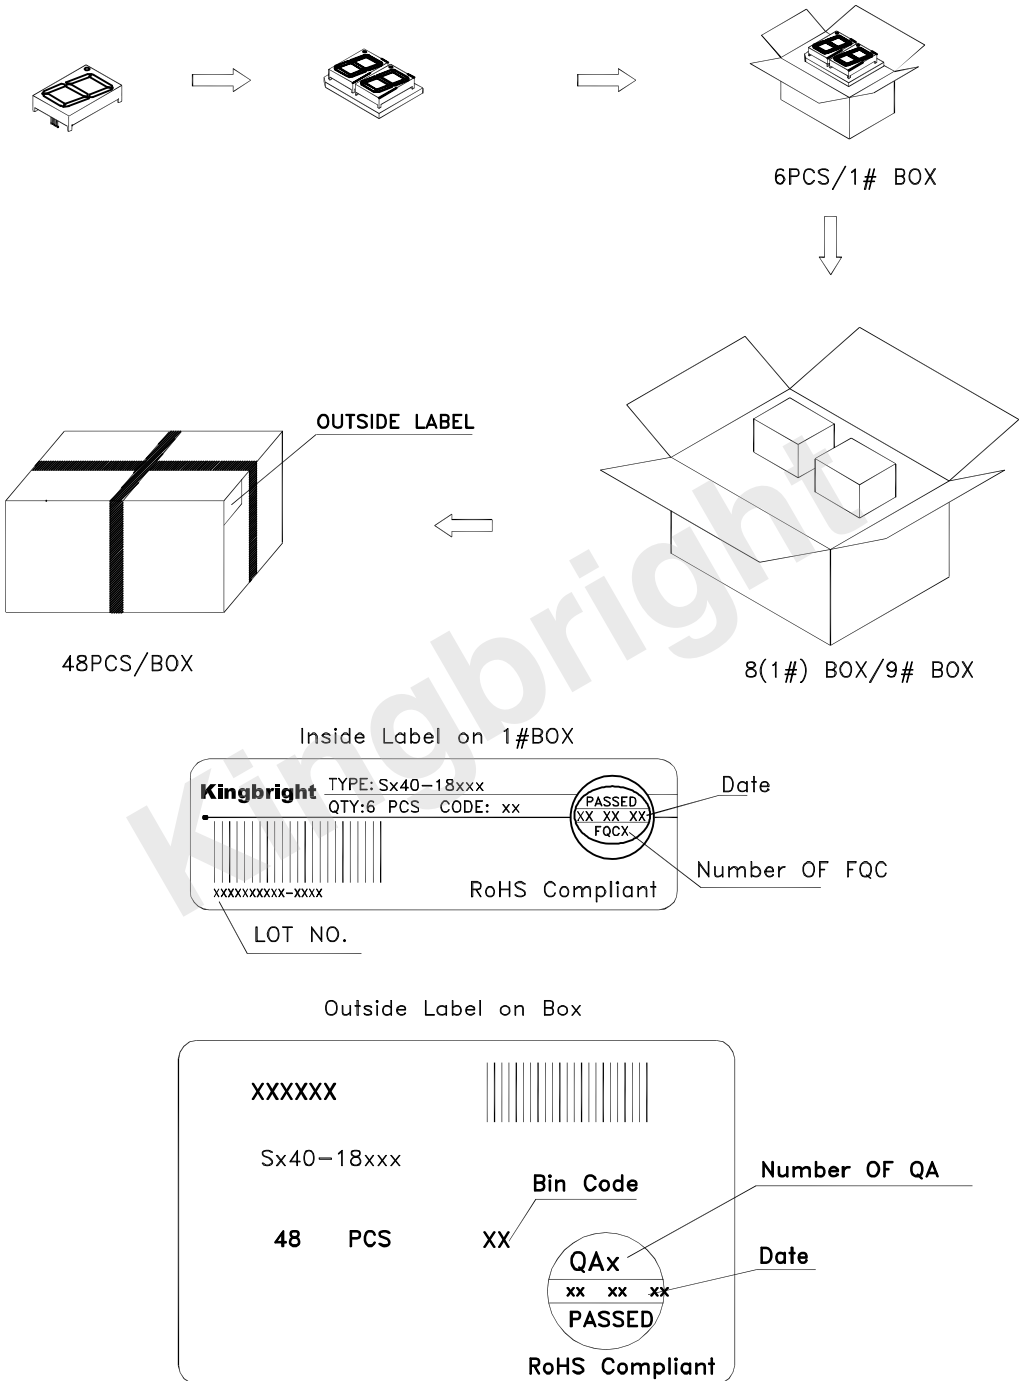 6PCS/1# BOX
OUTSIDE LABEL
48PCS/BOX
8(1#) BOX/9# BOX
Kingbright
Inside Label on 1#BOX
Kingbright
TYPE: Sx40-18xxx
QTY:6 PCS CODE: xx
PASSED
XX XX XX
FQCX
Date
Number OF FQC
XXXXXXXXXX-XXXX
RoHS Compliant
LOT NO.
Outside Label on Box
XXXXXX
Sx40-18xxx
Bin Code
Number OF QA
48 PCS
XX
QAx
Date
xx xx xx
PASSED
RoHS Compliant